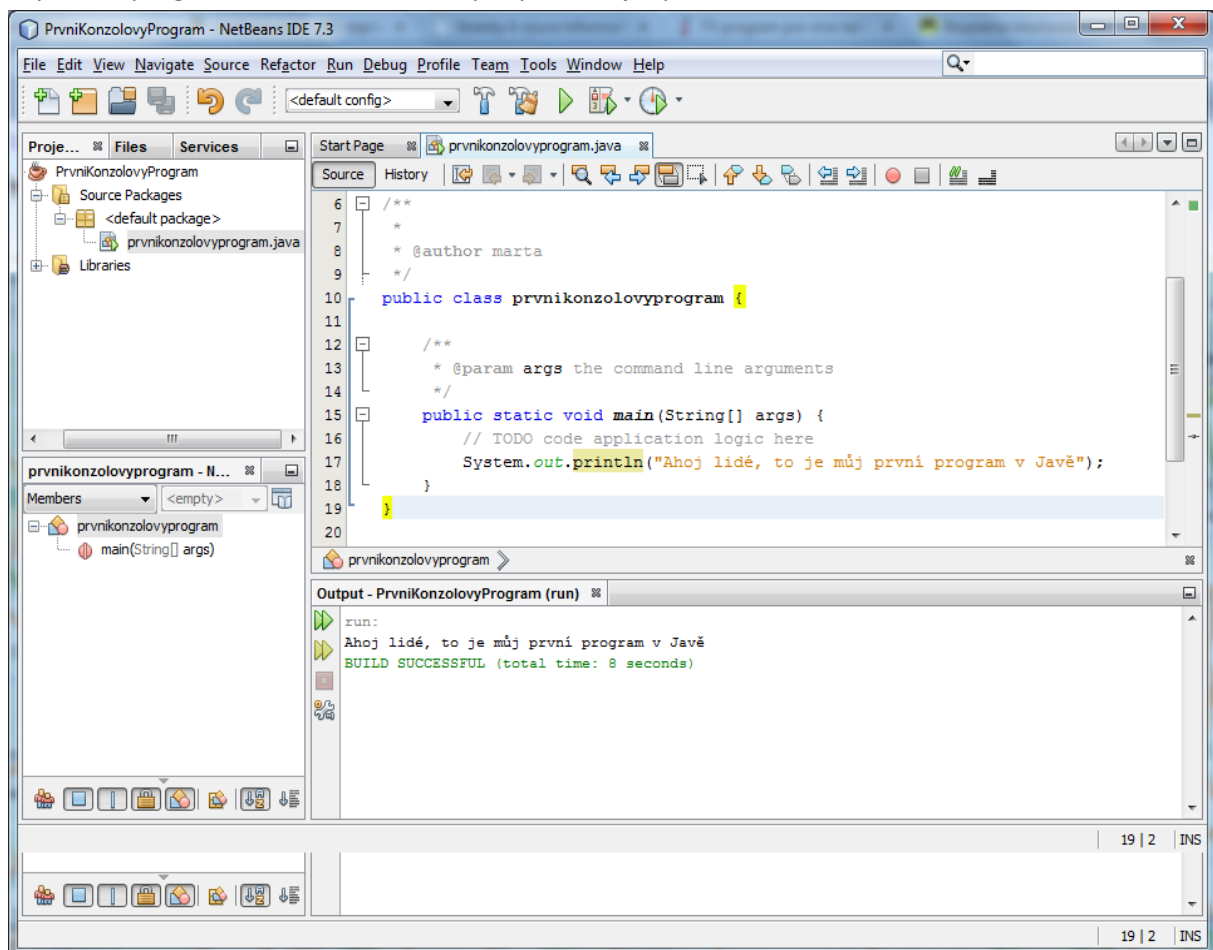 PrvniKonzolovyProgram - NetBeans IDE 7.3
File Edit View Navigate Source Refactor Run Debug Profile Team Tools Window Help
<default config>
Proje... Files Services
PrvniKonzolovyProgram
Source Packages
<default package>
prvnikonzolovyprogram.java
Libraries
Start Page prvnikonzolovyprogram.java
Source History
6 /**
7 *
8 * @author marta
9 */
10 public class prvnikonzolovyprogram {
11
12 /**
13 * @param args the command line arguments
14 */
15 public static void main(String[] args) {
16 // TODO code application logic here
17 System.out.println("Ahoj lidé, to je můj první program v Javě");
18 }
19 }
20
prvnikonzolovyprogram
prvnikonzolovyprogram - N...
Members <empty>
prvnikonzolovyprogram
main(String[] args)
Output - PrvniKonzolovyProgram (run)
run:
Ahoj lidé, to je můj první program v Javě
BUILD SUCCESSFUL (total time: 8 seconds)
19 | 2 INS
19 | 2 INS